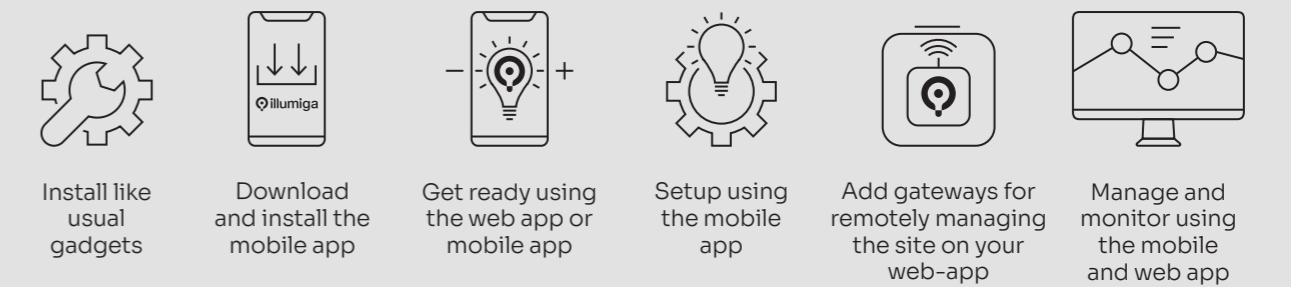 illumiga
Install like
usual
gadgets
Download
and install the
mobile app
Get ready using
the web app or
mobile app
Setup using
the mobile
app
Add gateways for
remotely managing
the site on your
web-app
Manage and
monitor using
the mobile
and web app